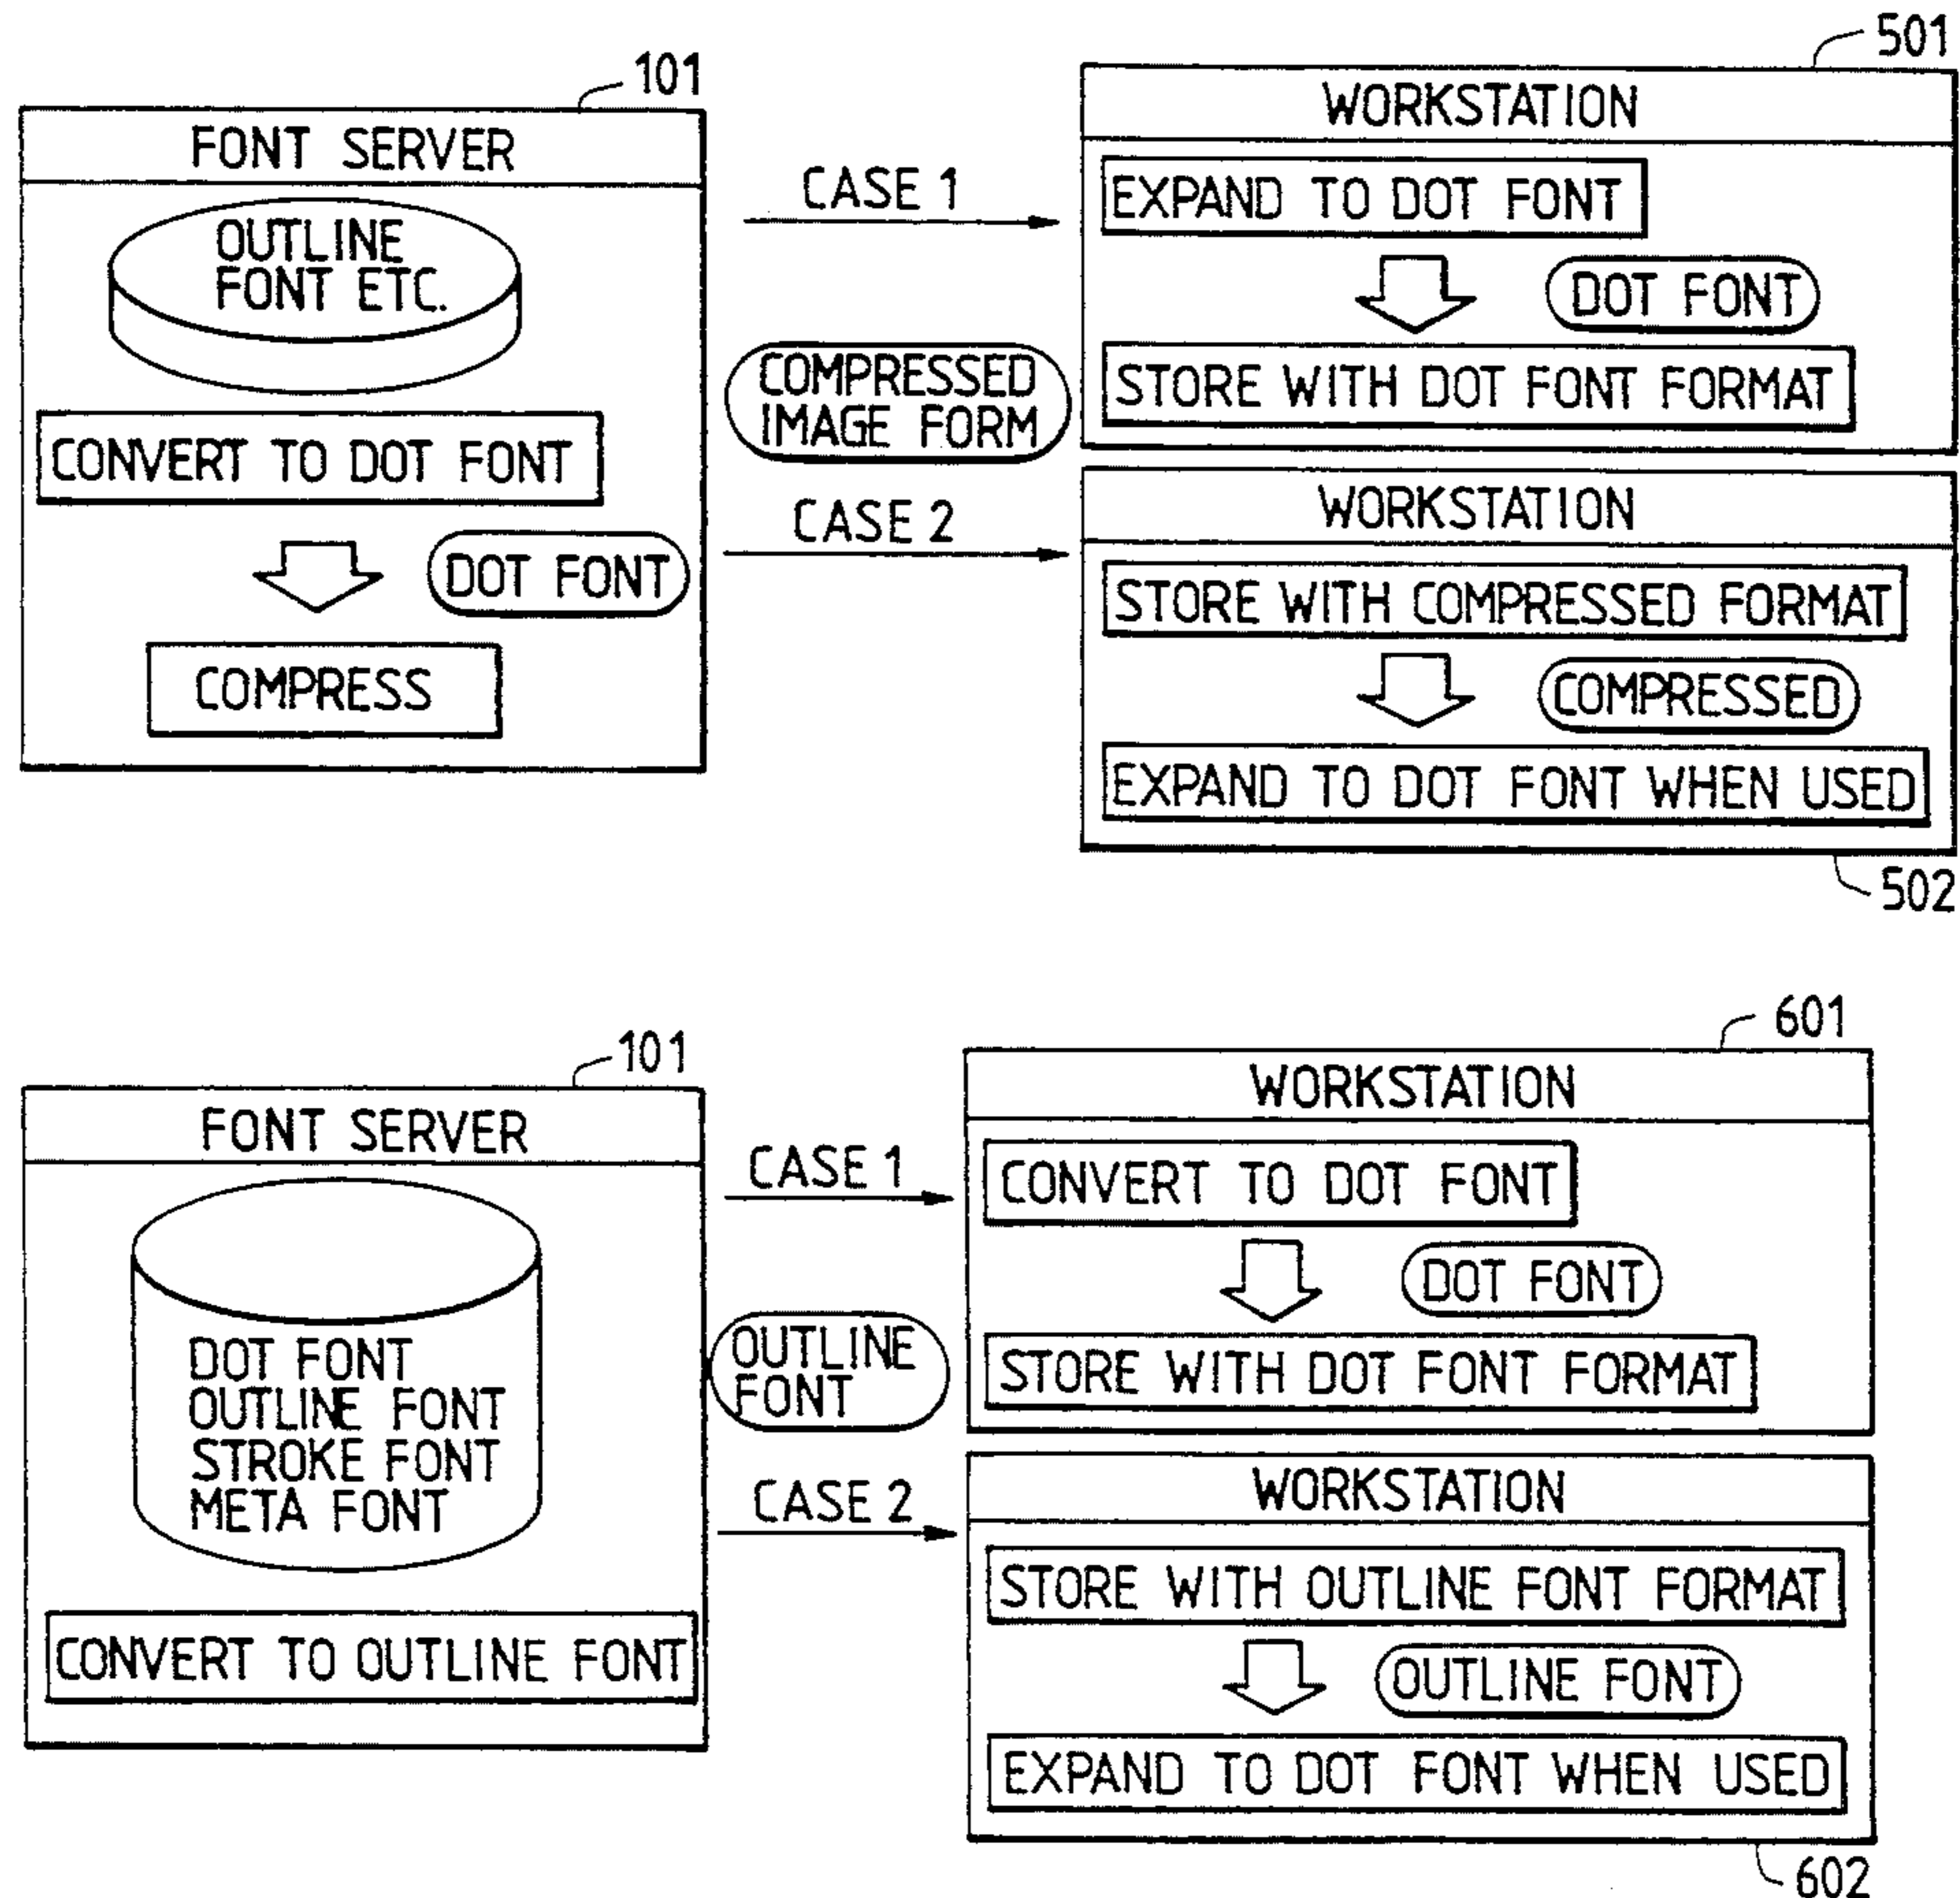 101
FONT SERVER
OUTLINE
FONT ETC.
CONVERT TO DOT FONT
DOT FONT
COMPRESS
CASE 1
COMPRESSED
IMAGE FORM
CASE 2
501
WORKSTATION
EXPAND TO DOT FONT
DOT FONT
STORE WITH DOT FONT FORMAT
WORKSTATION
STORE WITH COMPRESSED FORMAT
COMPRESSED
EXPAND TO DOT FONT WHEN USED
502
101
FONT SERVER
DOT FONT
OUTLINE FONT
STROKE FONT
META FONT
CONVERT TO OUTLINE FONT
CASE 1
OUTLINE
FONT
CASE 2
601
WORKSTATION
CONVERT TO DOT FONT
DOT FONT
STORE WITH DOT FONT FORMAT
WORKSTATION
STORE WITH OUTLINE FONT FORMAT
OUTLINE FONT
EXPAND TO DOT FONT WHEN USED
602